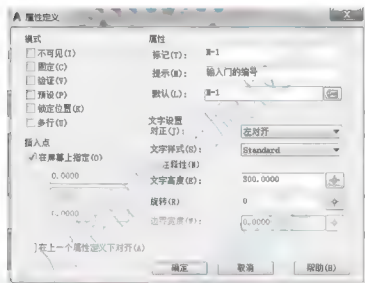 属性定义
模式
不可见(I)
固定(C)
验证(V)
预设(P)
锁定位置(K)
多行(U)
插入点
在屏幕上指定(O)
0.0000
0.0000
在上一个属性定义下对齐(A)
属性
标记(T): M-1
提示(M): 输入门的编号
默认(L): M-1
文字设置
对正(J): 左对齐
文字样式(S): Standard
注释性(N)
文字高度(E): 300.0000
旋转(R) 0
边界宽度(W): 0.0000
确定 取消 帮助(H)